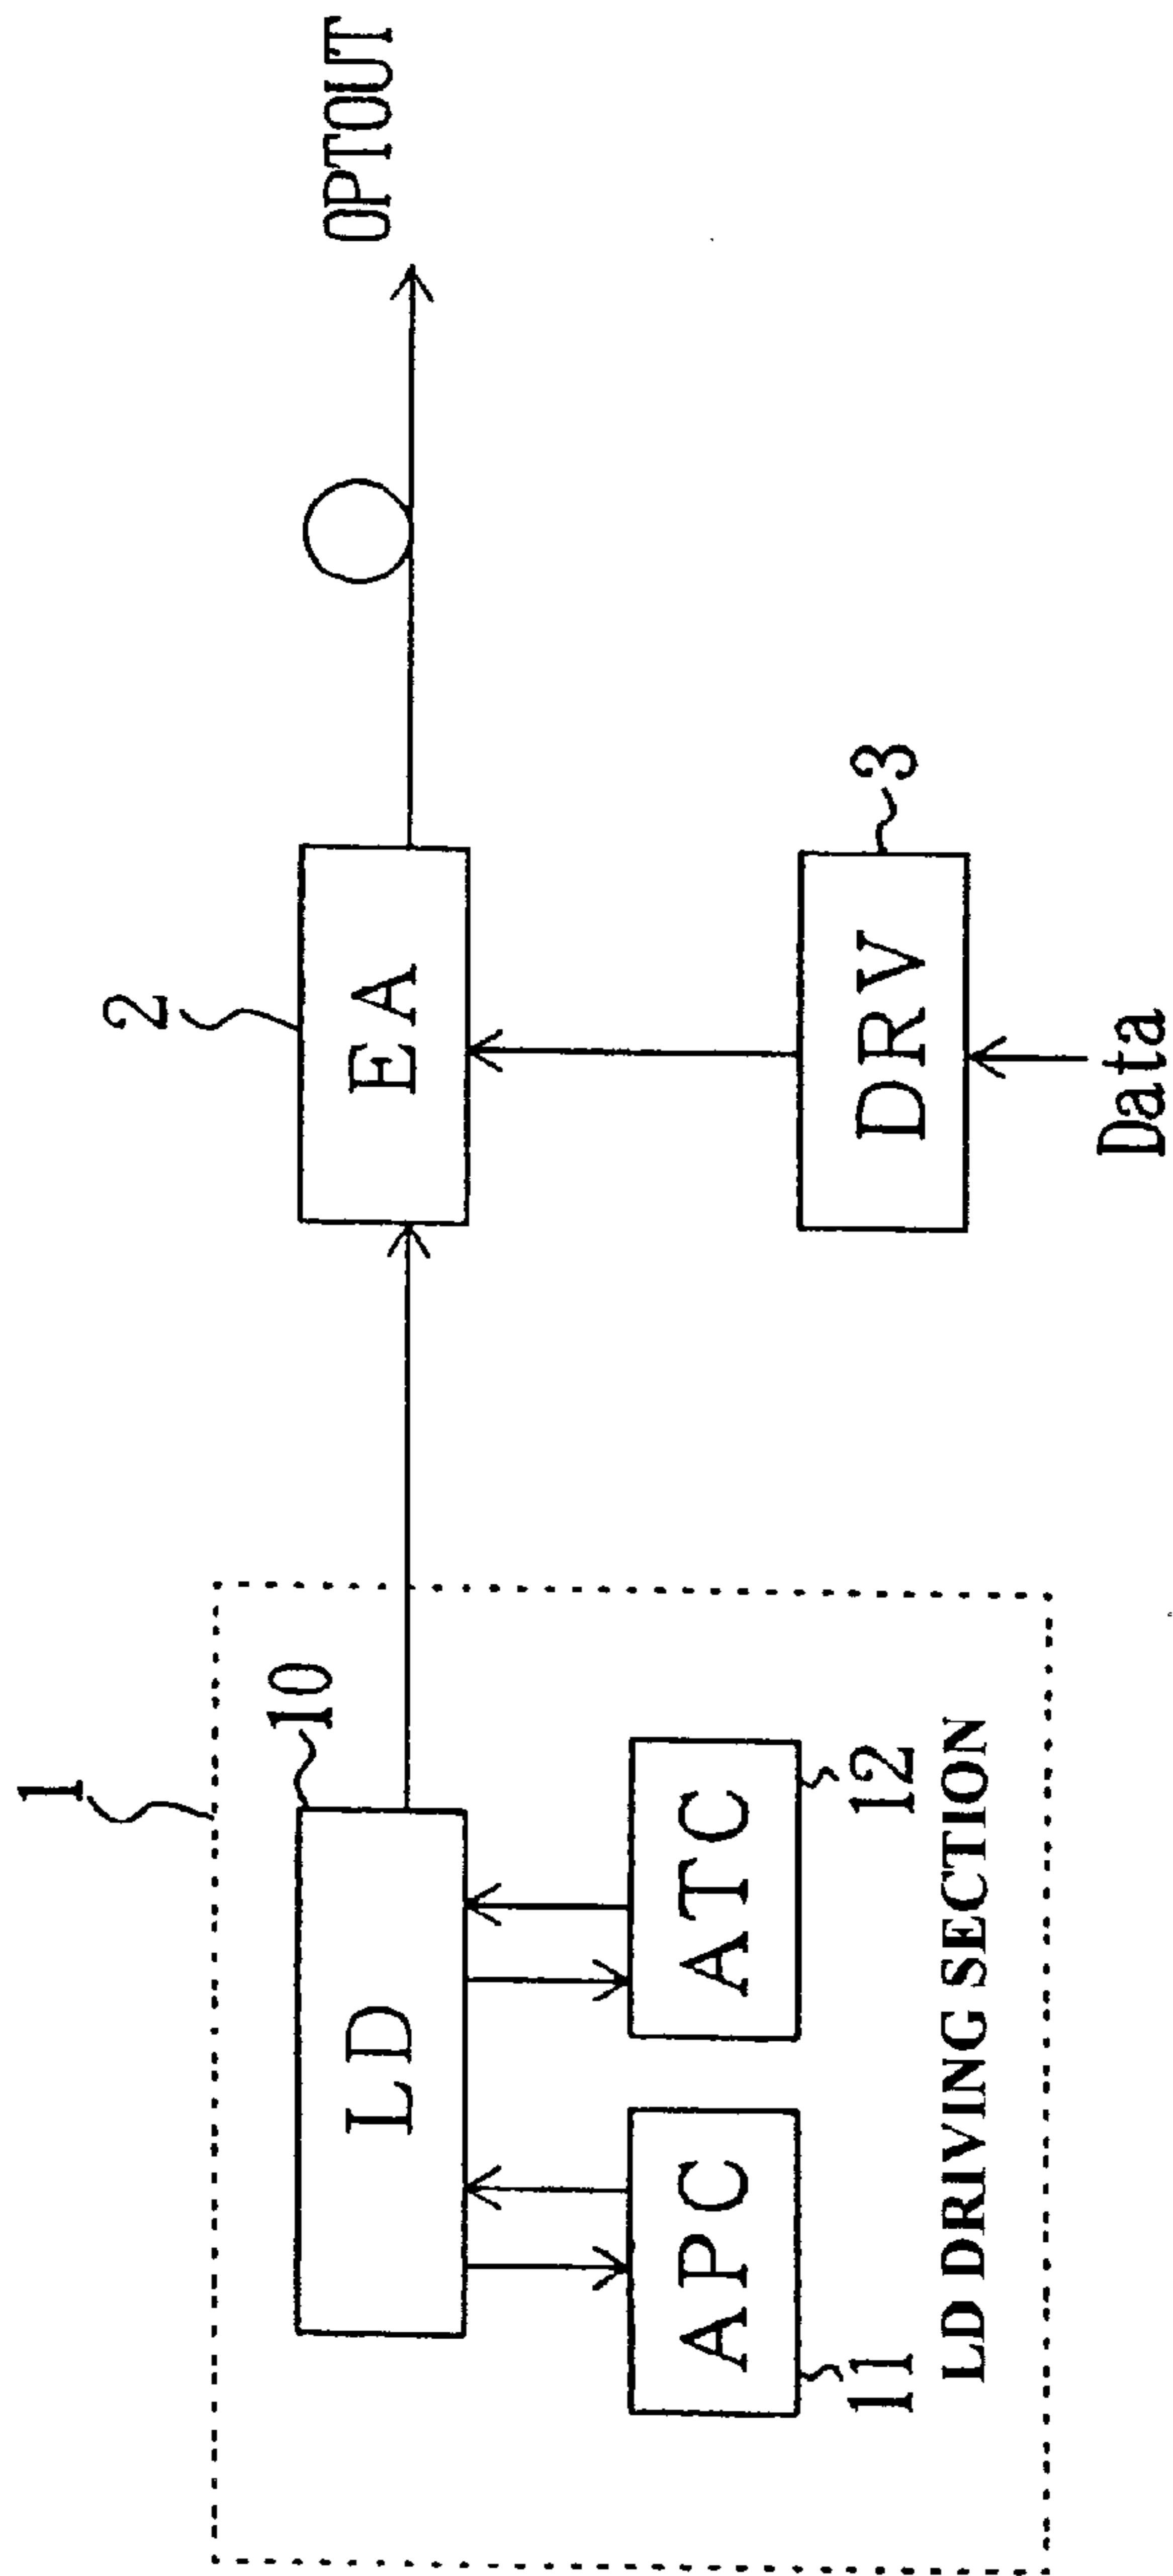 1
10
LD
APC
11
ATC
12
LD DRIVING SECTION
2
EA
DRV
3
Data
OPTOUT